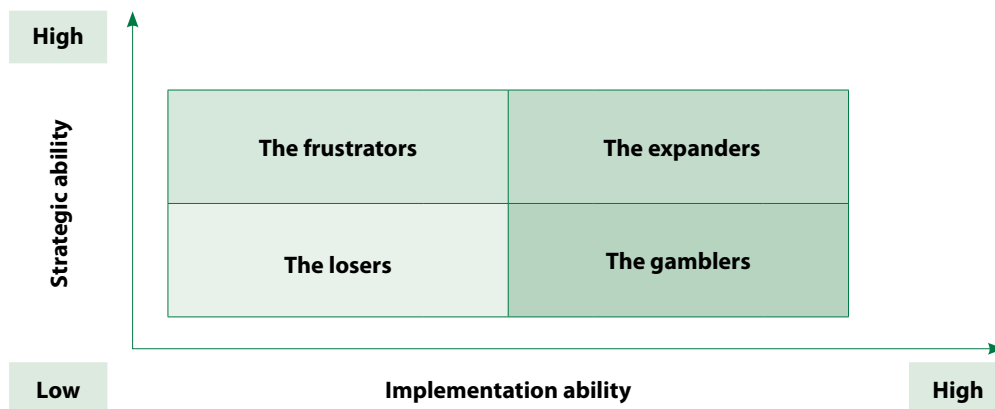 High
Strategic ability
The frustrators
The expanders
The losers
The gamblers
Low
Implementation ability
High